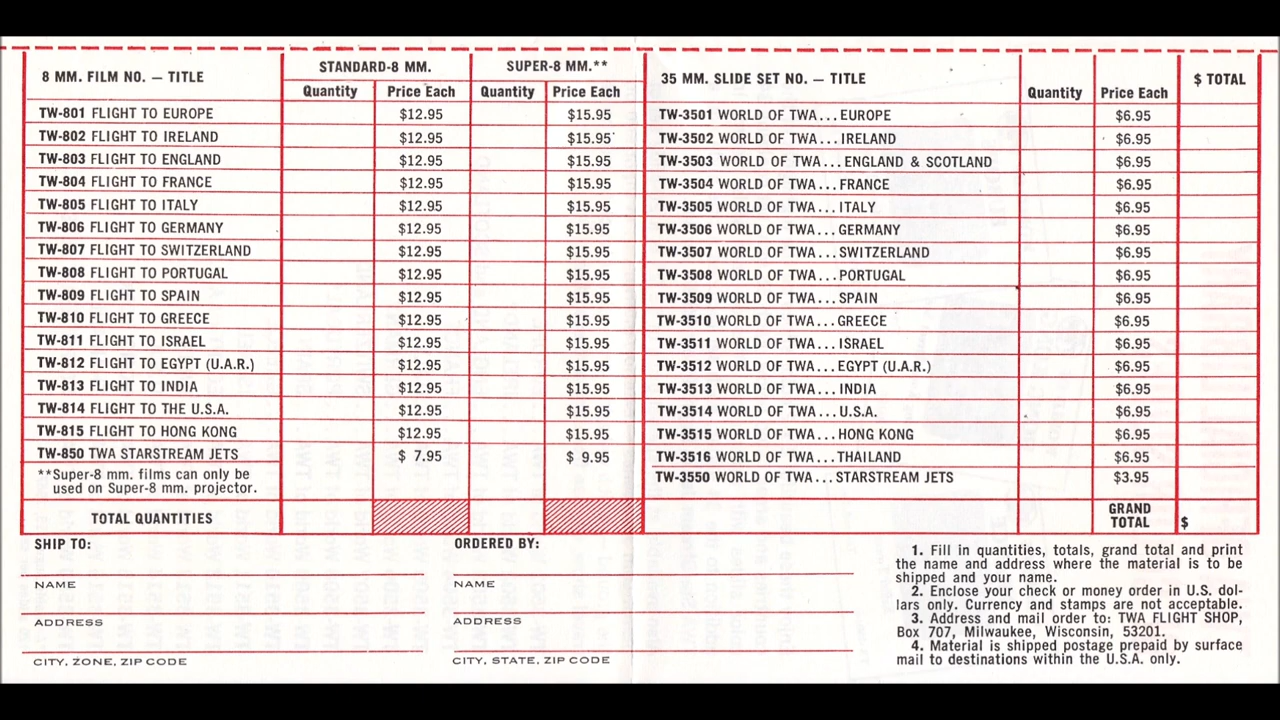 8 MM. FILM NO. — TITLE STANDARD-8 MM. SUPER-8 MM.** 35 MM. SLIDE SET NO. — TITLE $ TOTAL
Quantity Price Each Quantity Price Each Quantity Price Each
TW-801 FLIGHT TO EUROPE $12.95 $15.95 TW-3501 WORLD OF TWA...EUROPE $6.95
TW-802 FLIGHT TO IRELAND $12.95 $15.95 TW-3502 WORLD OF TWA...IRELAND $6.95
TW-803 FLIGHT TO ENGLAND $12.95 $15.95 TW-3503 WORLD OF TWA...ENGLAND & SCOTLAND $6.95
TW-804 FLIGHT TO FRANCE $12.95 $15.95 TW-3504 WORLD OF TWA...FRANCE $6.95
TW-805 FLIGHT TO ITALY $12.95 $15.95 TW-3505 WORLD OF TWA...ITALY $6.95
TW-806 FLIGHT TO GERMANY $12.95 $15.95 TW-3506 WORLD OF TWA...GERMANY $6.95
TW-807 FLIGHT TO SWITZERLAND $12.95 $15.95 TW-3507 WORLD OF TWA...SWITZERLAND $6.95
TW-808 FLIGHT TO PORTUGAL $12.95 $15.95 TW-3508 WORLD OF TWA...PORTUGAL $6.95
TW-809 FLIGHT TO SPAIN $12.95 $15.95 TW-3509 WORLD OF TWA...SPAIN $6.95
TW-810 FLIGHT TO GREECE $12.95 $15.95 TW-3510 WORLD OF TWA...GREECE $6.95
TW-811 FLIGHT TO ISRAEL $12.95 $15.95 TW-3511 WORLD OF TWA...ISRAEL $6.95
TW-812 FLIGHT TO EGYPT (U.A.R.) $12.95 $15.95 TW-3512 WORLD OF TWA...EGYPT (U.A.R.) $6.95
TW-813 FLIGHT TO INDIA $12.95 $15.95 TW-3513 WORLD OF TWA...INDIA $6.95
TW-814 FLIGHT TO THE U.S.A. $12.95 $15.95 TW-3514 WORLD OF TWA...U.S.A. $6.95
TW-815 FLIGHT TO HONG KONG $12.95 $15.95 TW-3515 WORLD OF TWA...HONG KONG $6.95
TW-850 TWA STARSTREAM JETS $ 7.95 $ 9.95 TW-3516 WORLD OF TWA...THAILAND $6.95
**Super-8 mm. films can only be TW-3550 WORLD OF TWA...STARSTREAM JETS $3.95
used on Super-8 mm. projector.
TOTAL QUANTITIES GRAND TOTAL $
SHIP TO:
NAME
ADDRESS
CITY, ZONE, ZIP CODE
ORDERED BY:
NAME
ADDRESS
CITY, STATE, ZIP CODE
1. Fill in quantities, totals, grand total and print
the name and address where the material is to be
shipped and your name.
2. Enclose your check or money order in U.S. dol-
lars only. Currency and stamps are not acceptable.
3. Address and mail order to: TWA FLIGHT SHOP,
Box 707, Milwaukee, Wisconsin, 53201.
4. Material is shipped postage prepaid by surface
mail to destinations within the U.S.A. only.